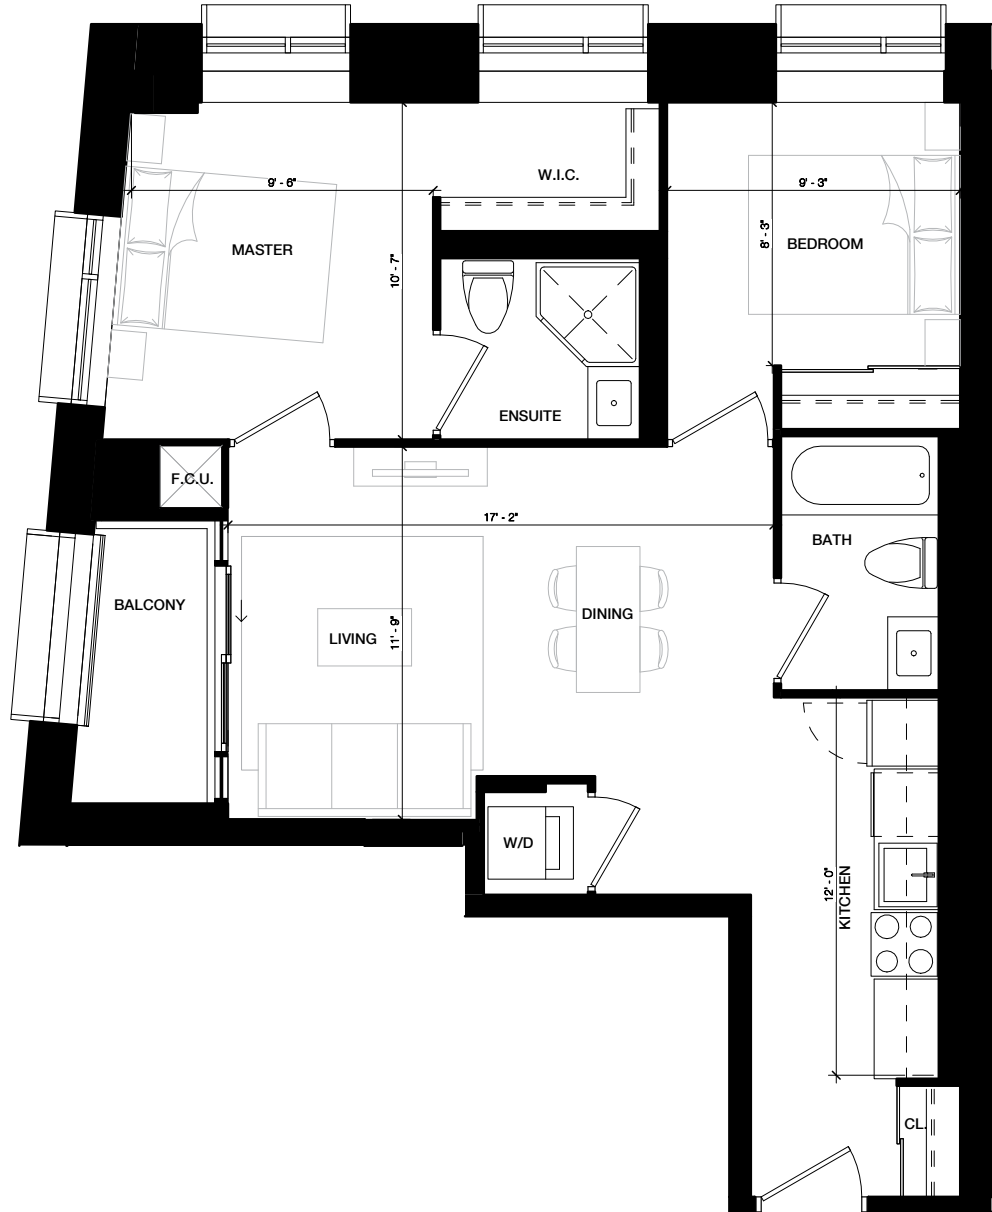 W.I.C.
9' - 6"
9' - 3"
MASTER
8' - 3"
BEDROOM
10' - 7"
ENSUITE
F.C.U.
17' - 2"
BATH
BALCONY
LIVING
11' - 9"
DINING
W/D
12' - 0"
KITCHEN
CL.